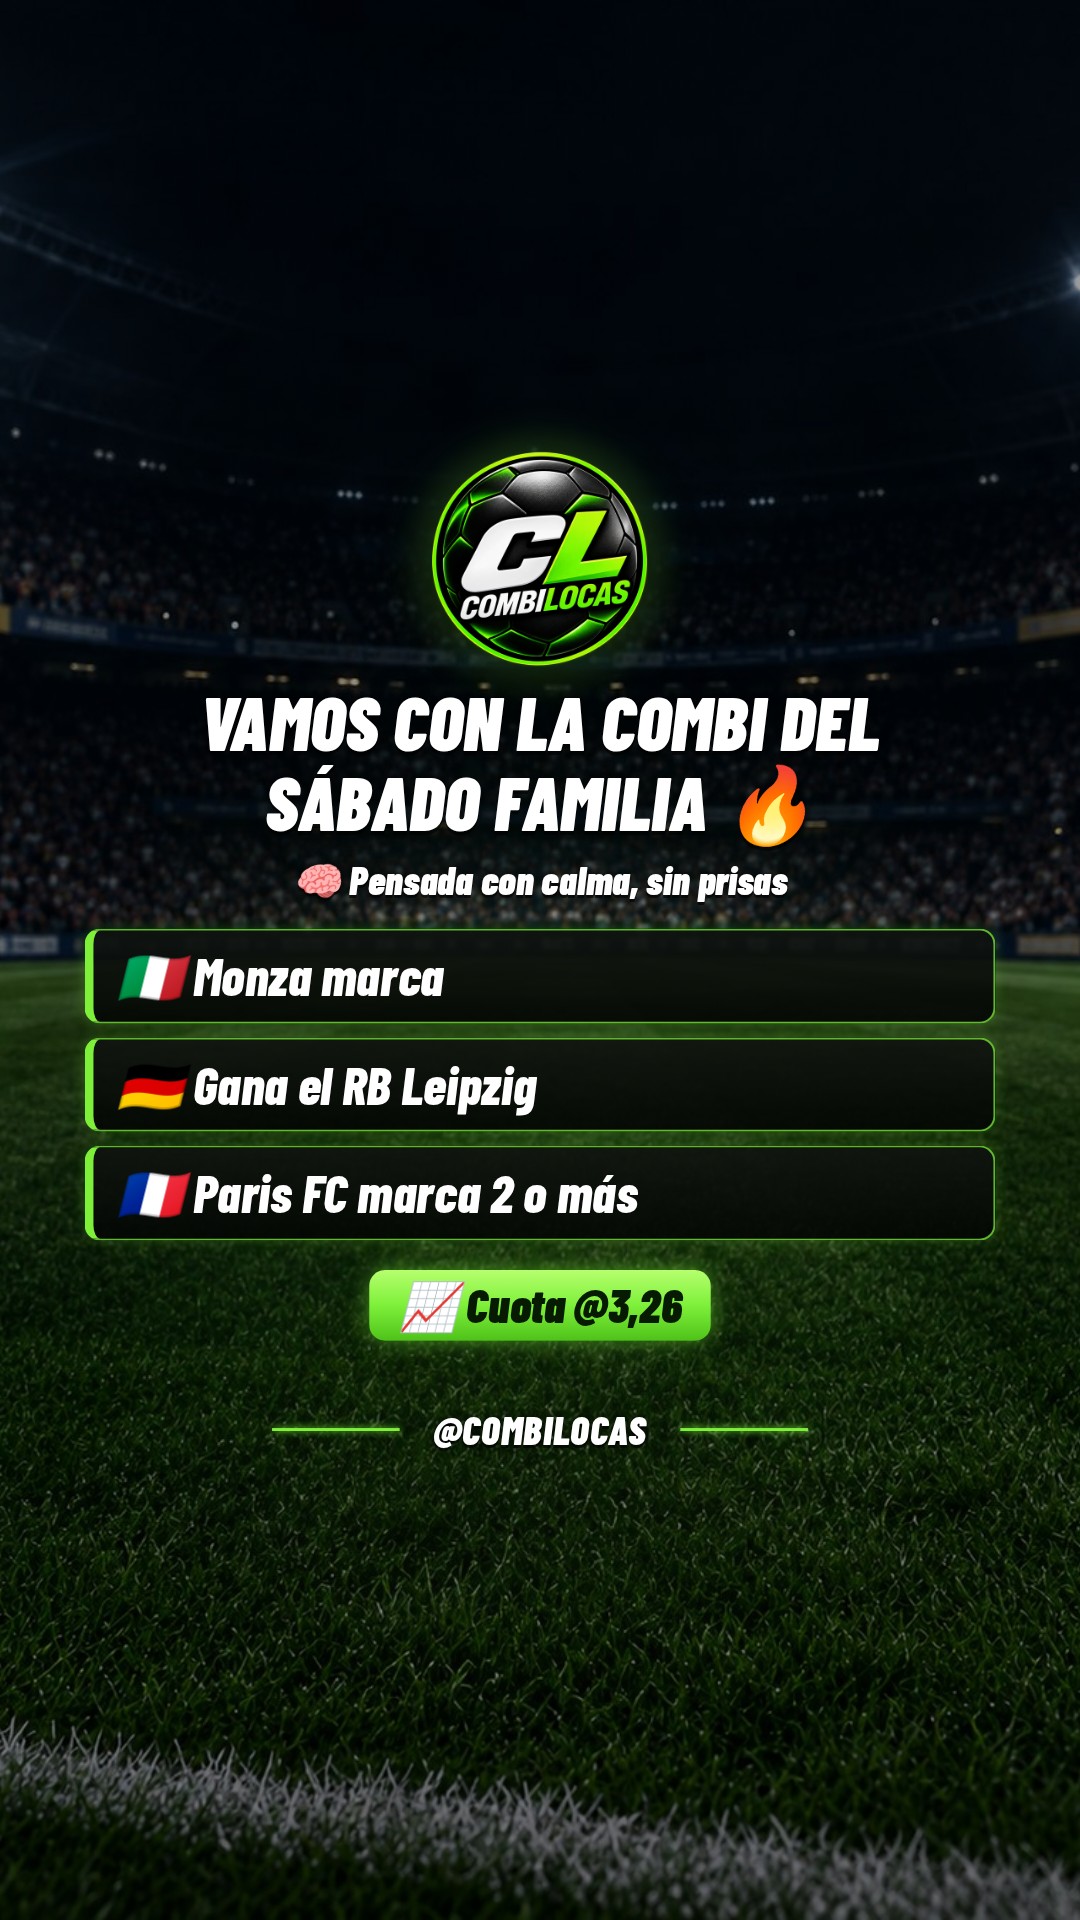 CL
COMBILOCAS
VAMOS CON LA COMBI DEL
SÁBADO FAMILIA 🔥
🧠 Pensada con calma, sin prisas
🇮🇹 Monza marca
🇩🇪 Gana el RB Leipzig
🇫🇷 Paris FC marca 2 o más
📈 Cuota @3,26
@COMBILOCAS